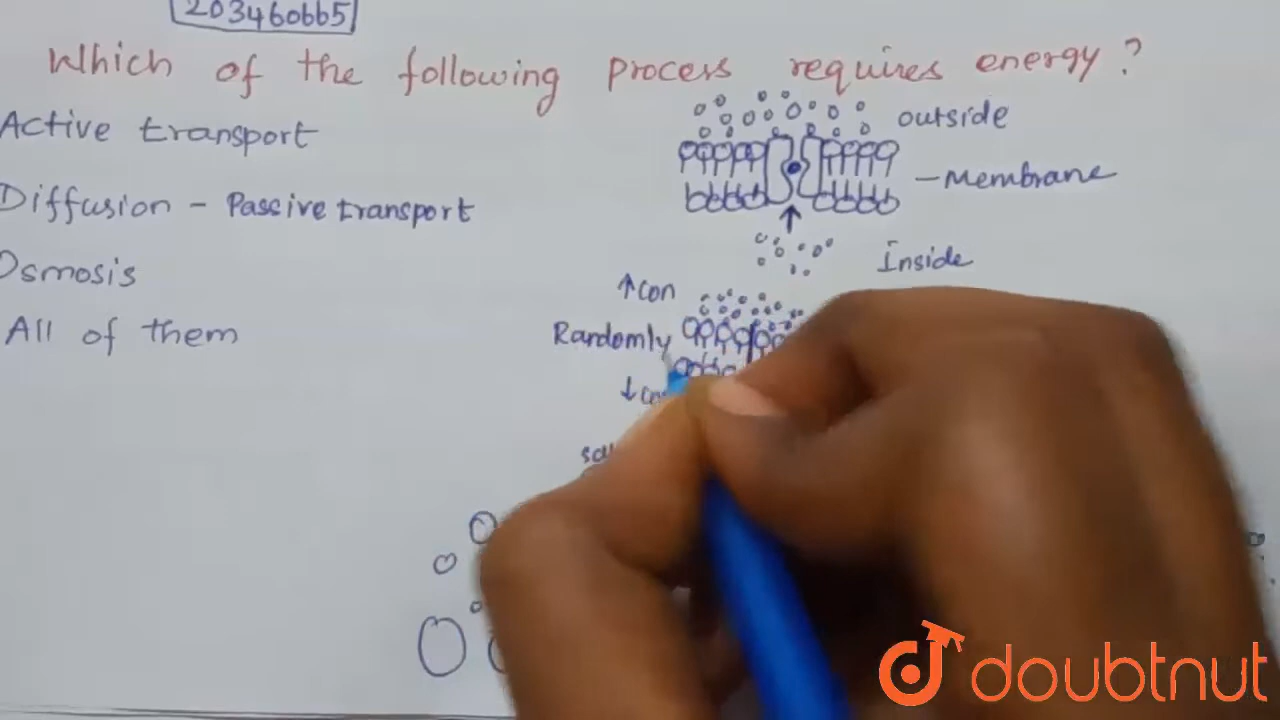 203460665
Which of the following process requires energy?
Active transport
Diffusion - Passive transport
Osmosis
All of them
outside
-Membrane
Inside
↑con
Randomly
doubtnut